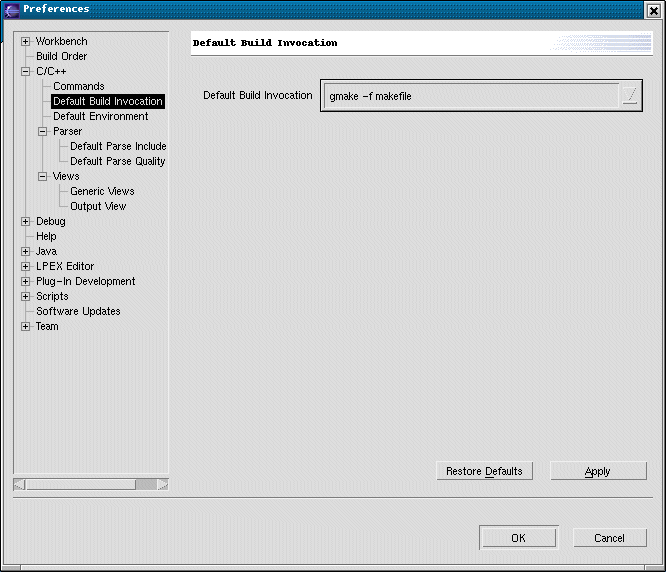 Preferences
Workbench
Build Order
C/C++
Commands
Default Build Invocation
Default Environment
Parser
Default Parse Include
Default Parse Quality
Views
Generic Views
Output View
Debug
Help
Java
LPEX Editor
Plug-In Development
Scripts
Software Updates
Team
Default Build Invocation
Default Build Invocation
gmake -f makefile
Restore Defaults
Apply
OK
Cancel